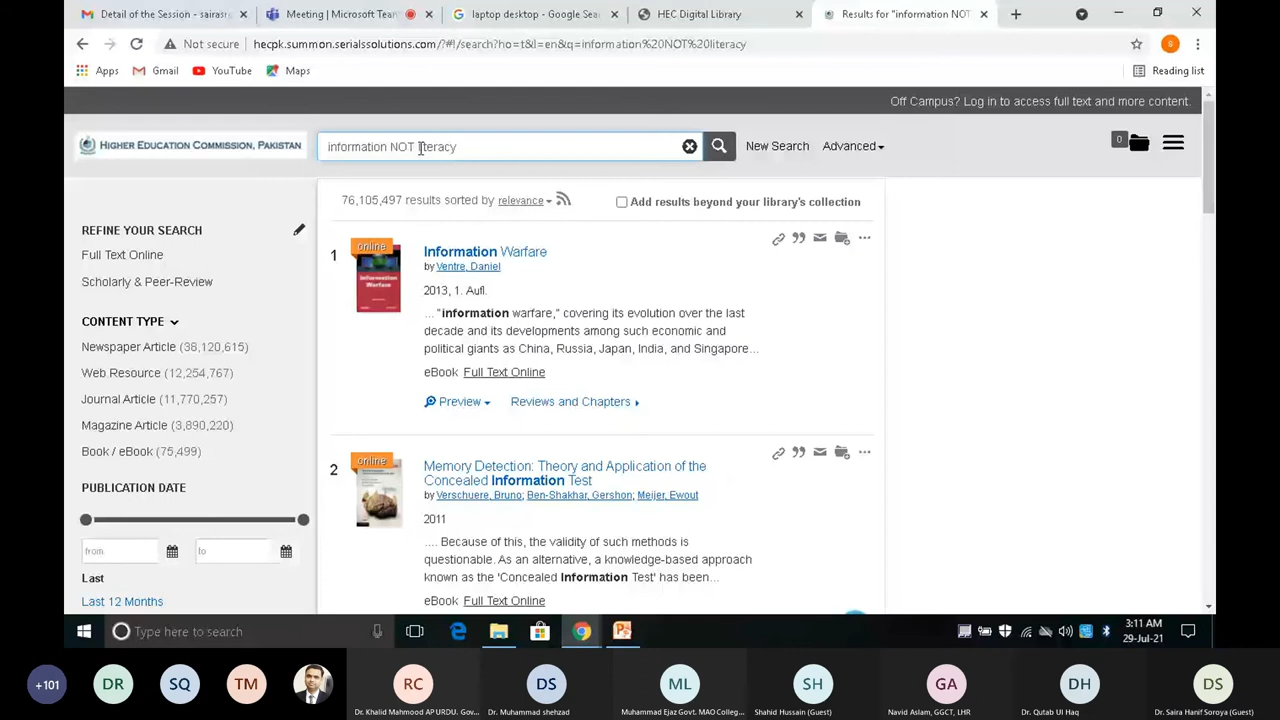 Detail of the Session - sairasr
Meeting | Microsoft Team
laptop desktop - Google Sea
HEC Digital Library
Results for "information NOT
Not secure
hecpk.summon.serialssolutions.com/?#!/search?ho=t&l=en&q=information%20NOT%20literacy
Apps
Gmail
YouTube
Maps
Reading list
Off Campus? Log in to access full text and more content.
HIGHER EDUCATION COMMISSION, PAKISTAN
information NOT literacy
New Search
Advanced
0
76,105,497 results sorted by relevance
Add results beyond your library's collection
REFINE YOUR SEARCH
Full Text Online
Scholarly & Peer-Review
CONTENT TYPE
Newspaper Article (38,120,615)
Web Resource (12,254,767)
Journal Article (11,770,257)
Magazine Article (3,890,220)
Book / eBook (75,499)
PUBLICATION DATE
from
to
Last
Last 12 Months
1
online
Information Warfare
Information Warfare
by Ventre, Daniel
2013, 1. Aufl.
... "information warfare," covering its evolution over the last
decade and its developments among such economic and
political giants as China, Russia, Japan, India, and Singapore...
eBook Full Text Online
Preview
Reviews and Chapters
2
online
Memory Detection: Theory and Application of the
Concealed Information Test
by Verschuere, Bruno; Ben-Shakhar, Gershon; Meijer, Ewout
2011
.... Because of this, the validity of such methods is
questionable. As an alternative, a knowledge-based approach
known as the 'Concealed Information Test' has been...
eBook Full Text Online
Type here to search
3:11 AM
29-Jul-21
+101
DR
SQ
TM
RC
Dr. Khalid Mahmood AP URDU. Gov...
DS
Dr. Muhammad shehzad
ML
Muhammad Ejaz Govt. MAO Colleg...
SH
Shahid Hussain (Guest)
GA
Navid Aslam, GGCT, LHR
DH
Dr. Qutab Ul Haq
DS
Dr. Saira Hanif Soroya (Guest)